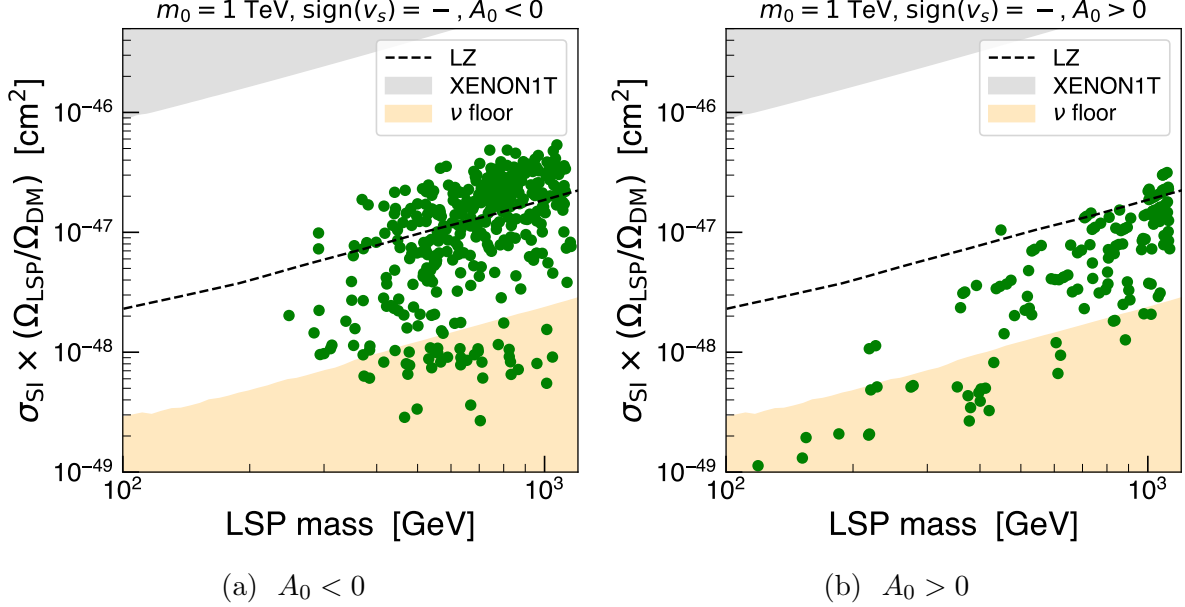 m₀ = 1 TeV, sign(vₛ) = − , A₀ < 0
m₀ = 1 TeV, sign(vₛ) = − , A₀ > 0
LZ
XENON1T
ν floor
LZ
XENON1T
ν floor
σ_SI × (Ω_LSP/Ω_DM) [cm²]
10⁻⁴⁶
10⁻⁴⁷
10⁻⁴⁸
10⁻⁴⁹
10²
10³
LSP mass [GeV]
σ_SI × (Ω_LSP/Ω_DM) [cm²]
10⁻⁴⁶
10⁻⁴⁷
10⁻⁴⁸
10⁻⁴⁹
10²
10³
LSP mass [GeV]
(a) A₀ < 0
(b) A₀ > 0